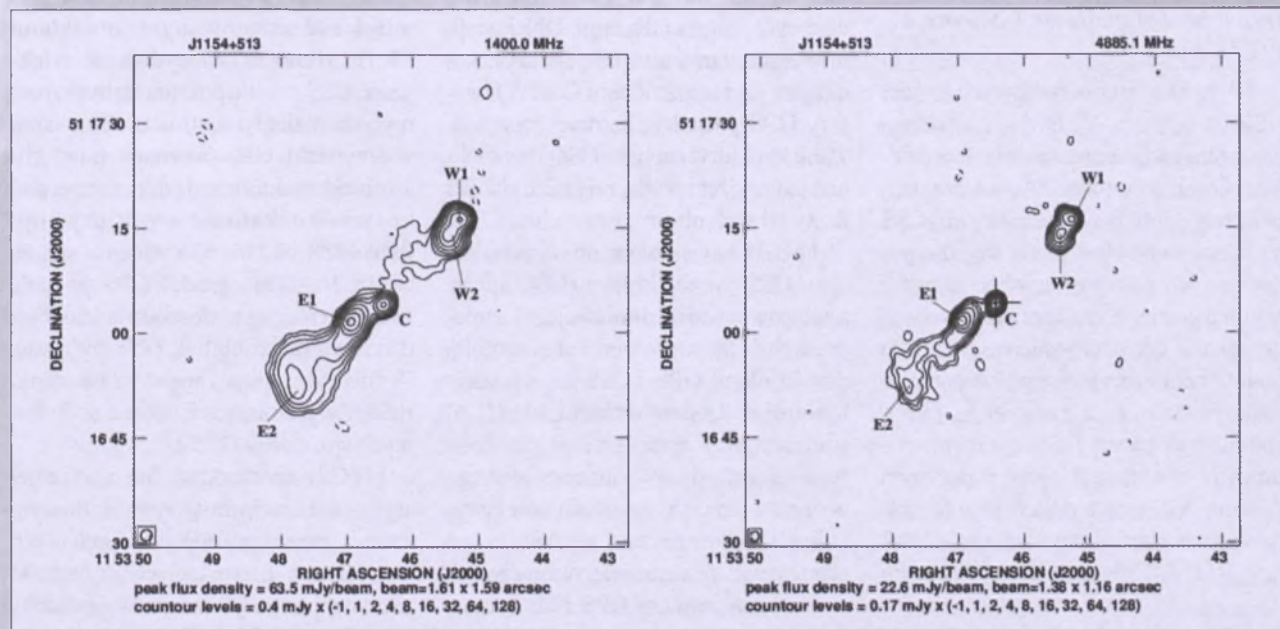 J1154+513
1400.0 MHz
51 17 30
15
00
16 45
30
DECLINATION (J2000)
W1
W2
E1
C
E2
11 53 50 49 48 47 46 45 44 43
RIGHT ASCENSION (J2000)
peak flux density = 63.5 mJy/beam, beam=1.61 x 1.59 arcsec
countour levels = 0.4 mJy x (-1, 1, 2, 4, 8, 16, 32, 64, 128)
J1154+513
4885.1 MHz
51 17 30
15
00
16 45
30
DECLINATION (J2000)
W1
W2
E1
C
E2
11 53 50 49 48 47 46 45 44 43
RIGHT ASCENSION (J2000)
peak flux density = 22.6 mJy/beam, beam=1.38 x 1.16 arcsec
countour levels = 0.17 mJy x (-1, 1, 2, 4, 8, 16, 32, 64, 128)